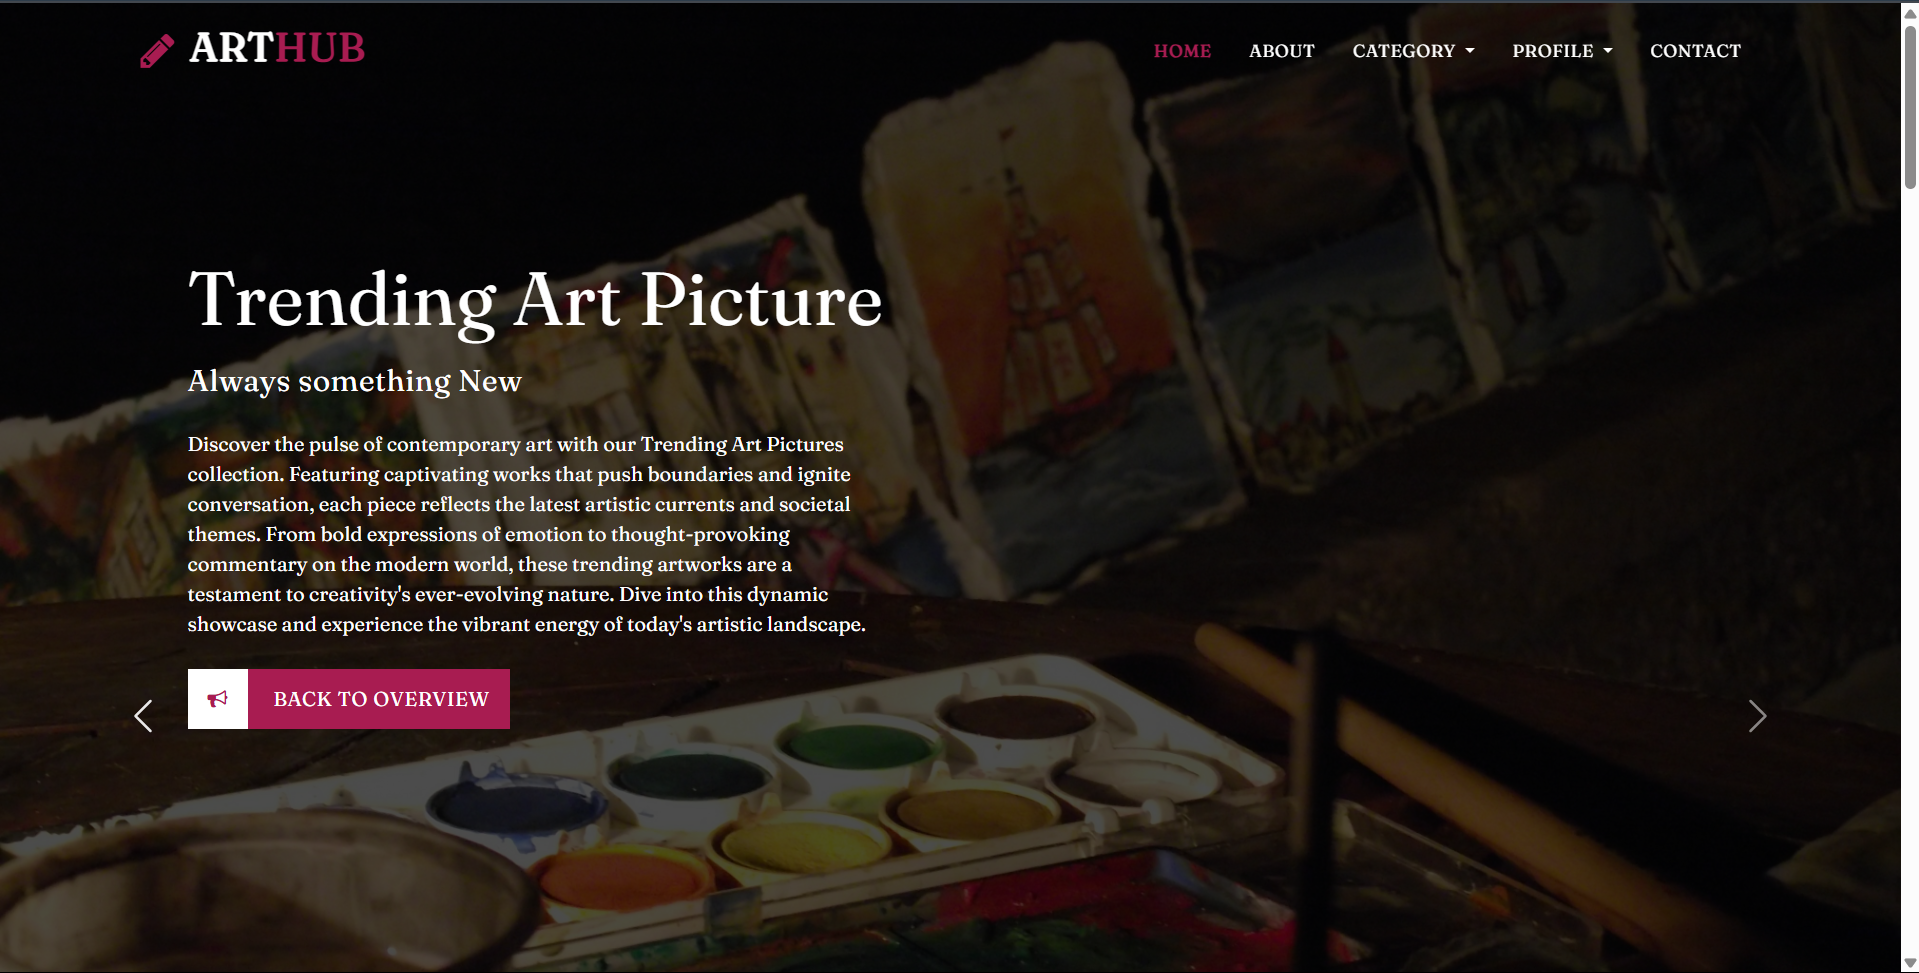 ARTHUB
HOME ABOUT CATEGORY PROFILE CONTACT
Trending Art Picture
Always something New
Discover the pulse of contemporary art with our Trending Art Pictures
collection. Featuring captivating works that push boundaries and ignite
conversation, each piece reflects the latest artistic currents and societal
themes. From bold expressions of emotion to thought-provoking
commentary on the modern world, these trending artworks are a
testament to creativity's ever-evolving nature. Dive into this dynamic
showcase and experience the vibrant energy of today's artistic landscape.
BACK TO OVERVIEW